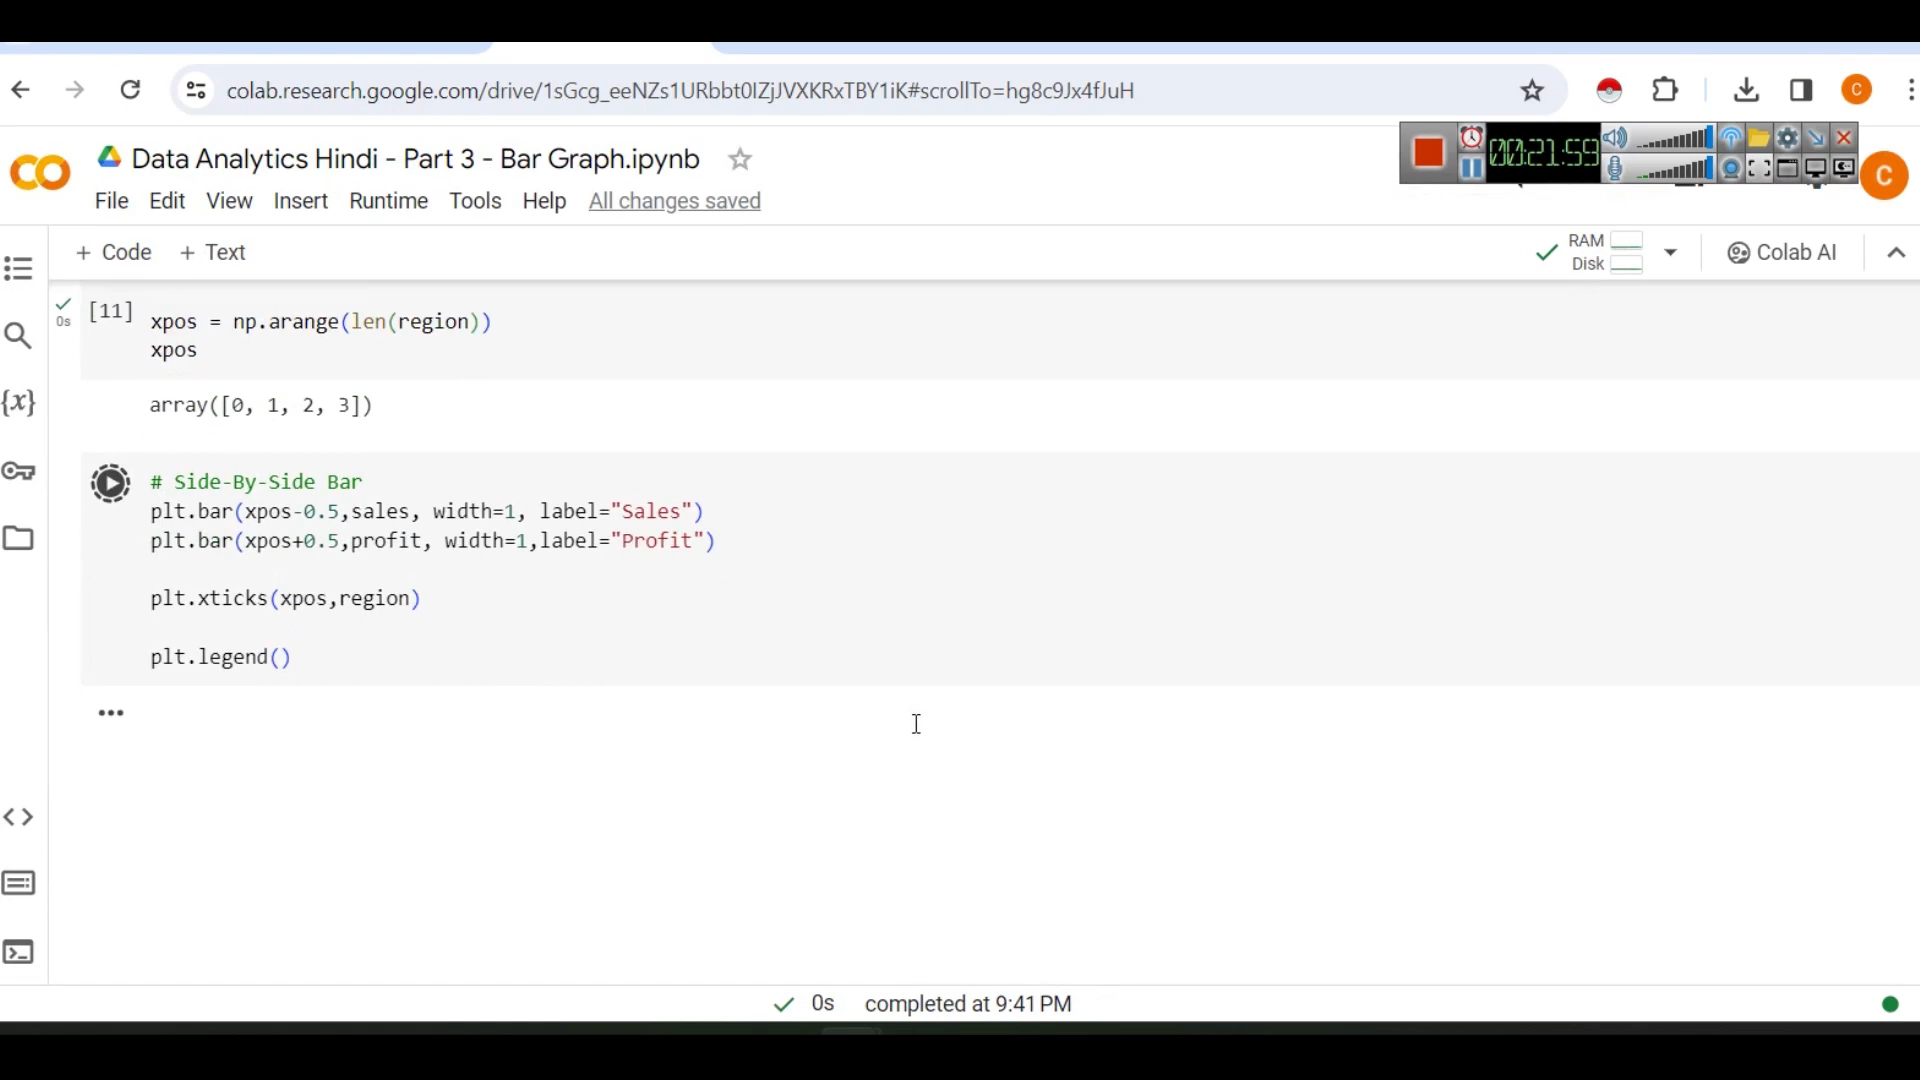 colab.research.google.com/drive/1sGcg_eeNZs1URbbt0IZjJVXKRxTBY1iK#scrollTo=hg8c9Jx4fJuH
C
Data Analytics Hindi - Part 3 - Bar Graph.ipynb
00:21:59
C
File Edit View Insert Runtime Tools Help All changes saved
+ Code + Text
RAM
Disk
Colab AI
0s
[11]
xpos = np.arange(len(region))
xpos
array([0, 1, 2, 3])
# Side-By-Side Bar
plt.bar(xpos-0.5,sales, width=1, label="Sales")
plt.bar(xpos+0.5,profit, width=1,label="Profit")
plt.xticks(xpos,region)
plt.legend()
0s completed at 9:41 PM